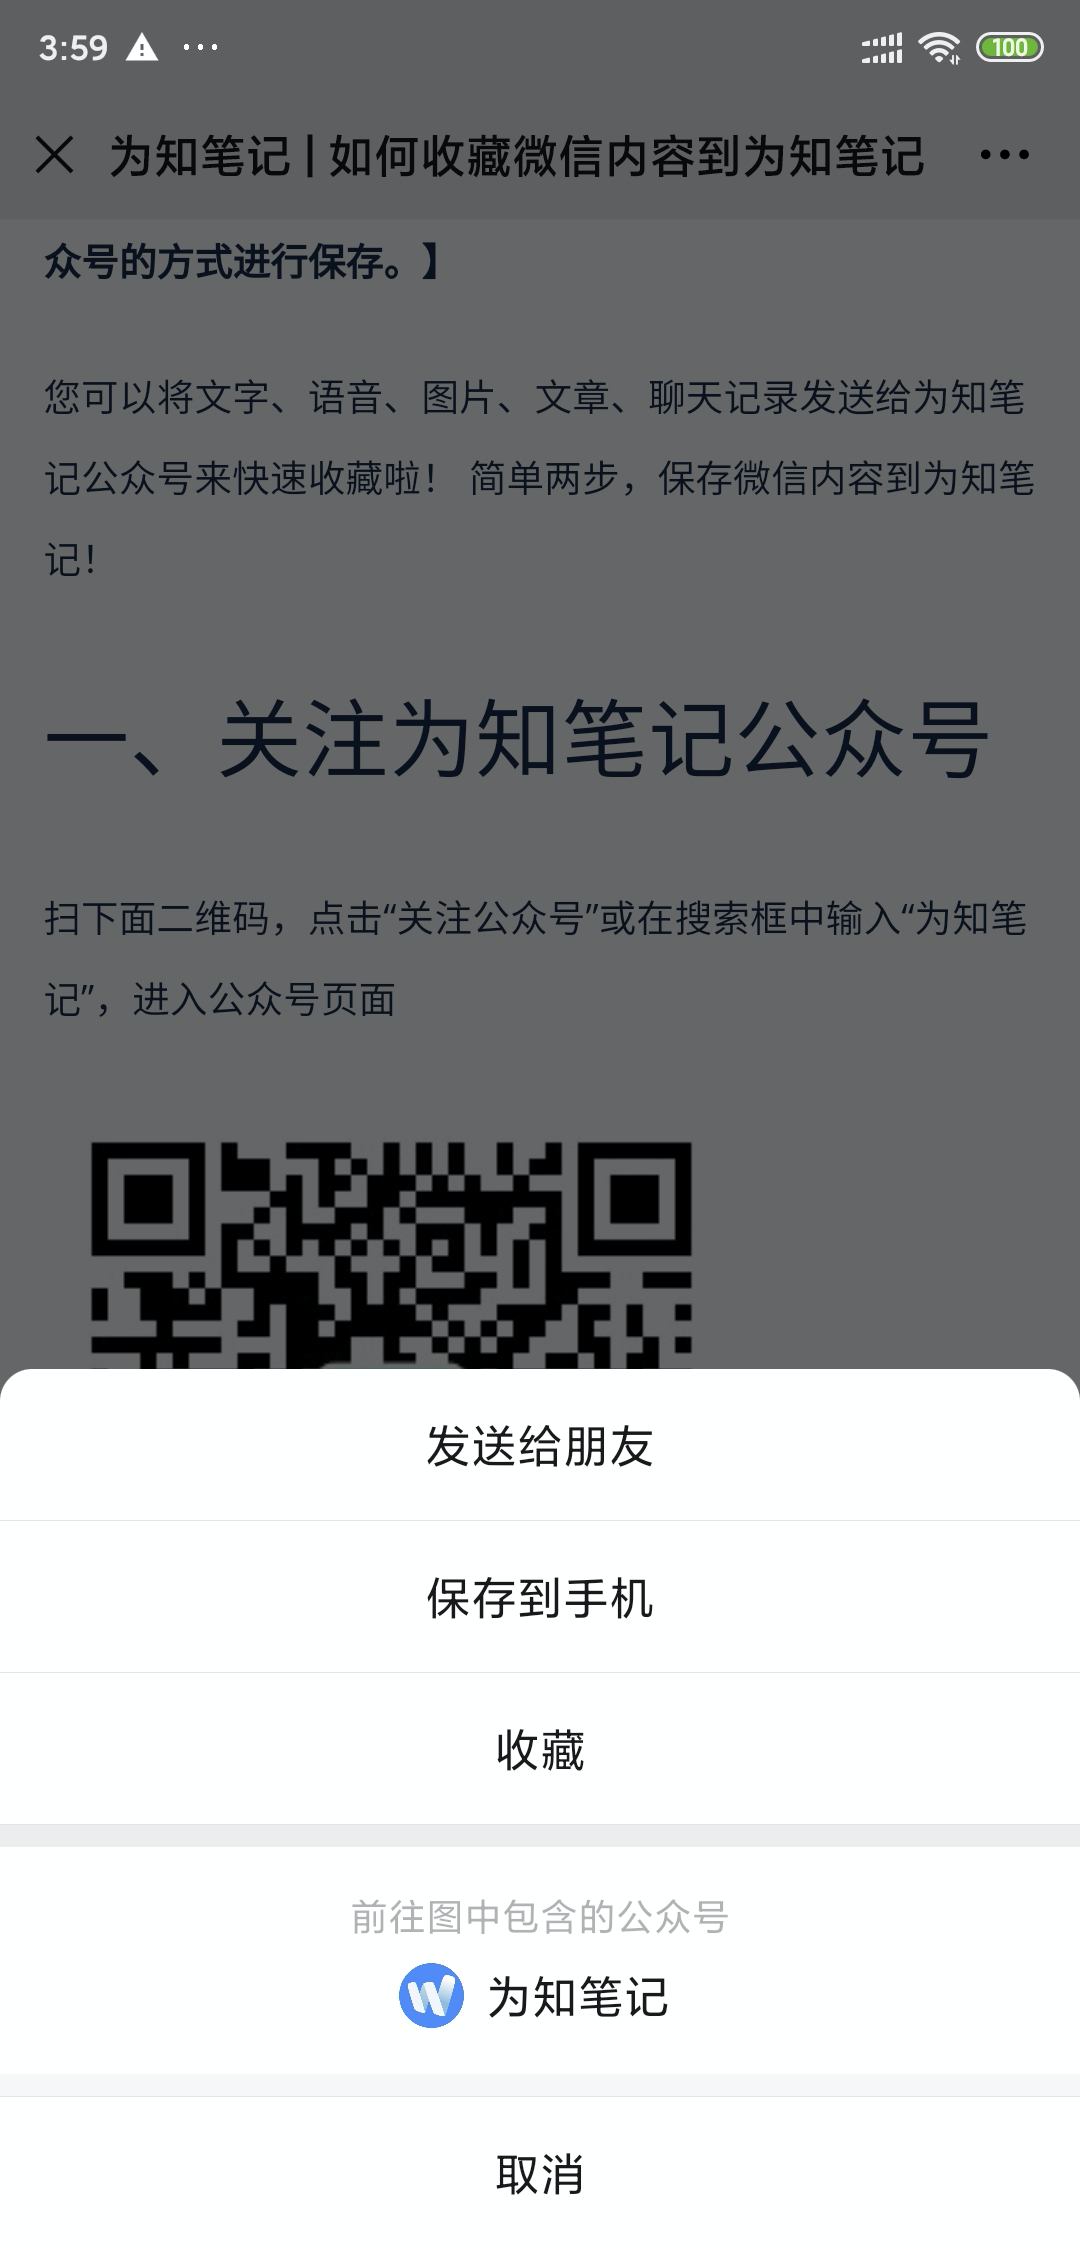 3:59
100
为知笔记 | 如何收藏微信内容到为知笔记
众号的方式进行保存。】
您可以将文字、语音、图片、文章、聊天记录发送给为知笔
记公众号来快速收藏啦！ 简单两步，保存微信内容到为知笔
记！
一、关注为知笔记公众号
扫下面二维码，点击“关注公众号”或在搜索框中输入“为知笔
记”，进入公众号页面
发送给朋友
保存到手机
收藏
前往图中包含的公众号
为知笔记
取消